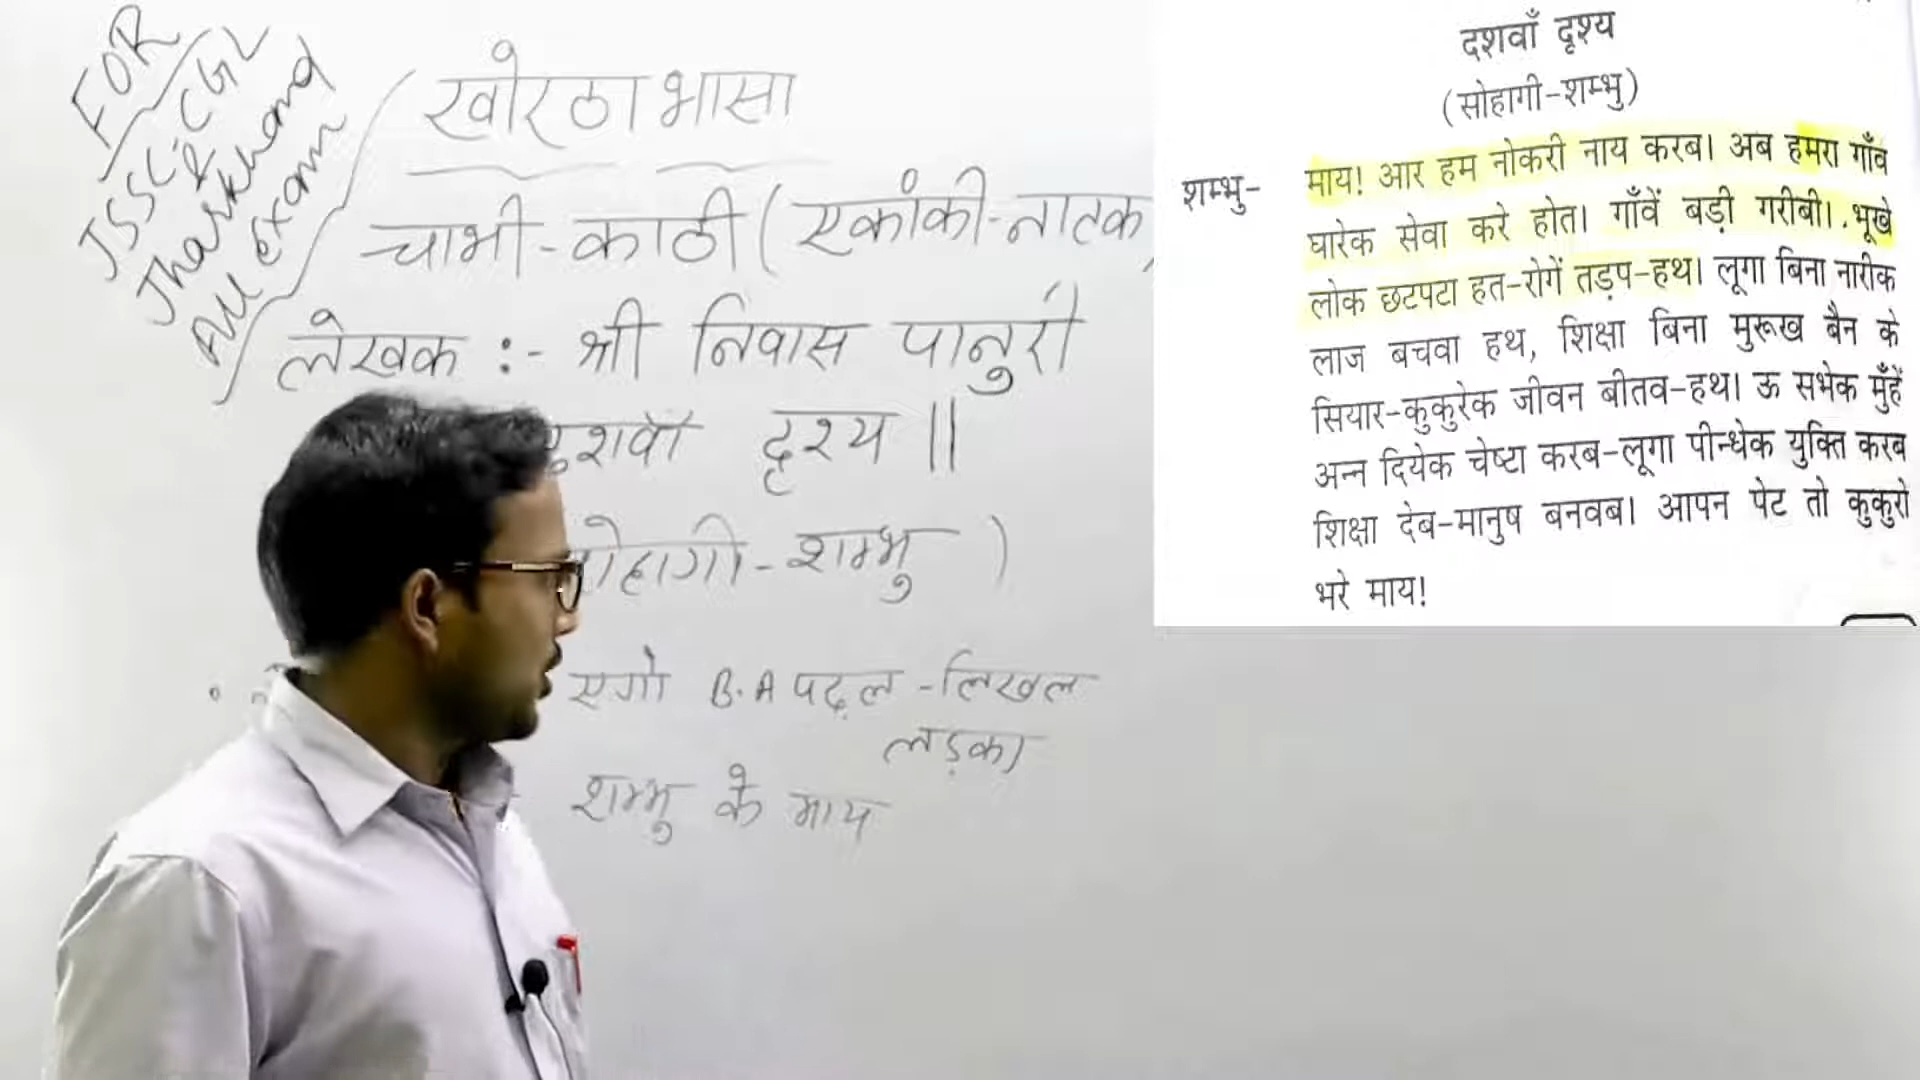 FOR
JSSC-CGL
&
Jharkhand
All Exam
खोरठा भासा
चाभी-काठी (एकांकी-नाटक)
लेखक :- श्री निवास पानुरी
दृश्य ||
-शम्भु )
एगो B.A पढ़ल-लिखल
लड़का
शम्भु के माय
दशवाँ दृश्य
(सोहागी-शम्भु)
शम्भु- माय! आर हम नोकरी नाय करब। अब हमरा गाँव
घारेक सेवा करे होत। गाँवें बड़ी गरीबी। भूखे
लोक छटपटा हत-रोगें तड़प-हथ। लूगा बिना नारीक
लाज बचवा हथ, शिक्षा बिना मुरूख बैन के
सियार-कुकुरेक जीवन बीतव-हथ। ऊ सभेक मुँहें
अन्न दियेक चेष्टा करब-लूगा पीन्धेक युक्ति करब
शिक्षा देब-मानुष बनवब। आपन पेट तो कुकुरो
भरे माय!